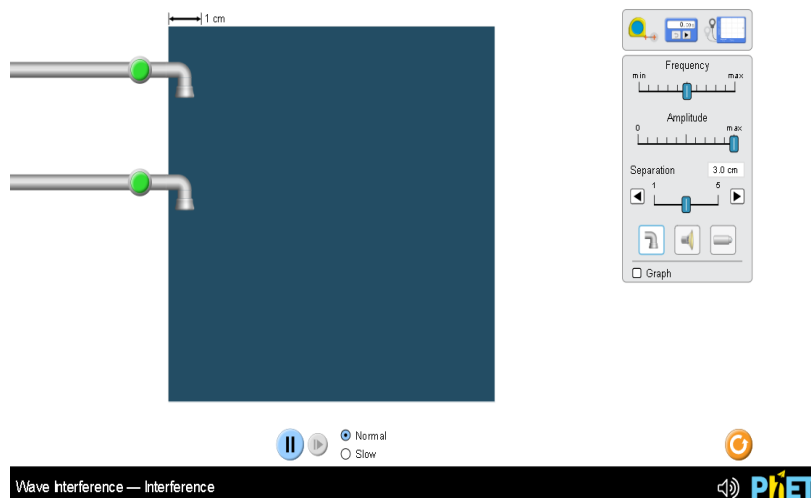 1 cm
Frequency
min max
Amplitude
0 max
Separation 3.0 cm
1 5
Graph
Normal
Slow
Wave Interference — Interference
PhET